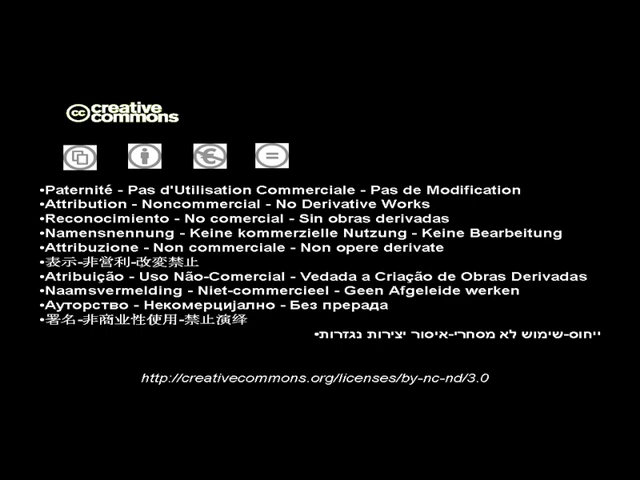 cc creative
commons
•Paternité - Pas d'Utilisation Commerciale - Pas de Modification
•Attribution - Noncommercial - No Derivative Works
•Reconocimiento - No comercial - Sin obras derivadas
•Namensnennung - Keine kommerzielle Nutzung - Keine Bearbeitung
•Attribuzione - Non commerciale - Non opere derivate
•表示-非営利-改変禁止
•Atribuição - Uso Não-Comercial - Vedada a Criação de Obras Derivadas
•Naamsvermelding - Niet-commercieel - Geen Afgeleide werken
•Ауторство - Некомерцијално - Без прерада
•署名-非商业性使用-禁止演绎
•ייחוס-שימוש לא מסחרי-איסור יצירות נגזרות
http://creativecommons.org/licenses/by-nc-nd/3.0